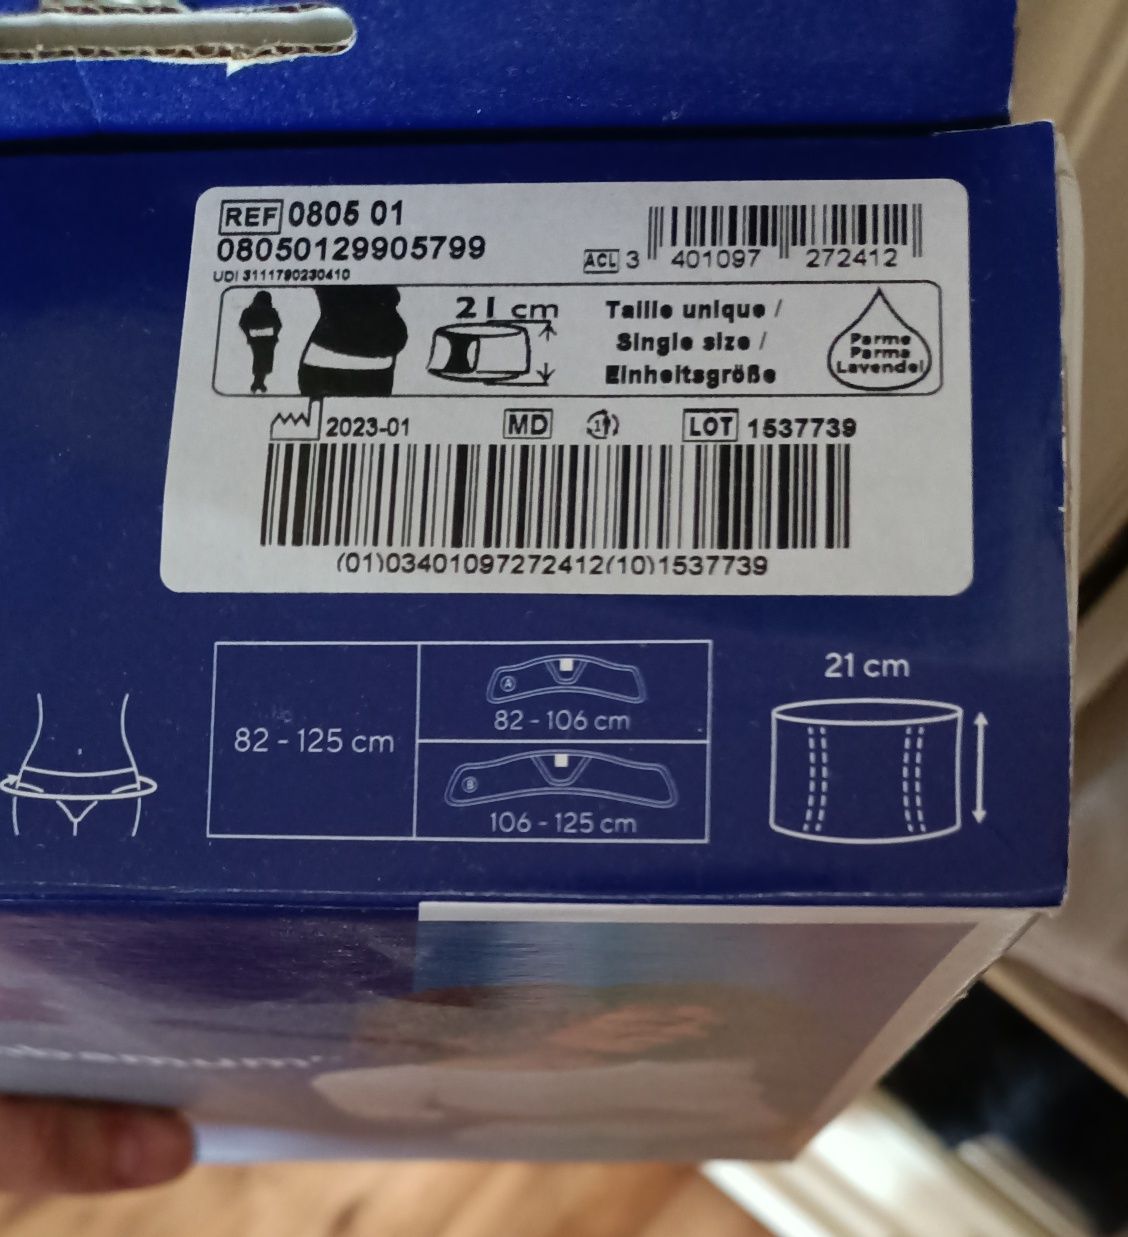 REF 0805 01
08050129905799
UDI 3111790230410
ACL 3 401097 272412
21 cm
Taille unique /
Single size /
Einheitsgröße
Parme
Parma
Lavendel
2023-01 MD 1 LOT 1537739
(01)03401097272412(10)1537739
82 - 125 cm
A
82 - 106 cm
B
106 - 125 cm
21 cm